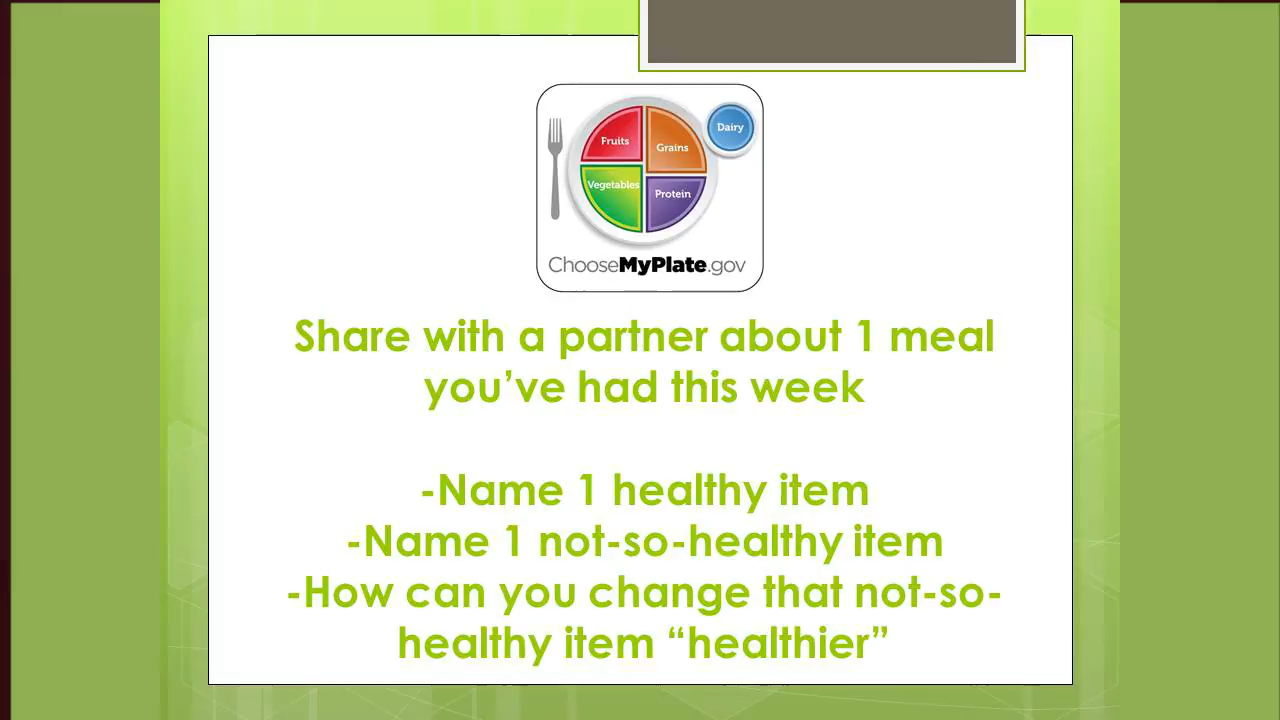 Fruits
Grains
Dairy
Vegetables
Protein
ChooseMyPlate.gov
Share with a partner about 1 meal
you’ve had this week
-Name 1 healthy item
-Name 1 not-so-healthy item
-How can you change that not-so-
healthy item “healthier”